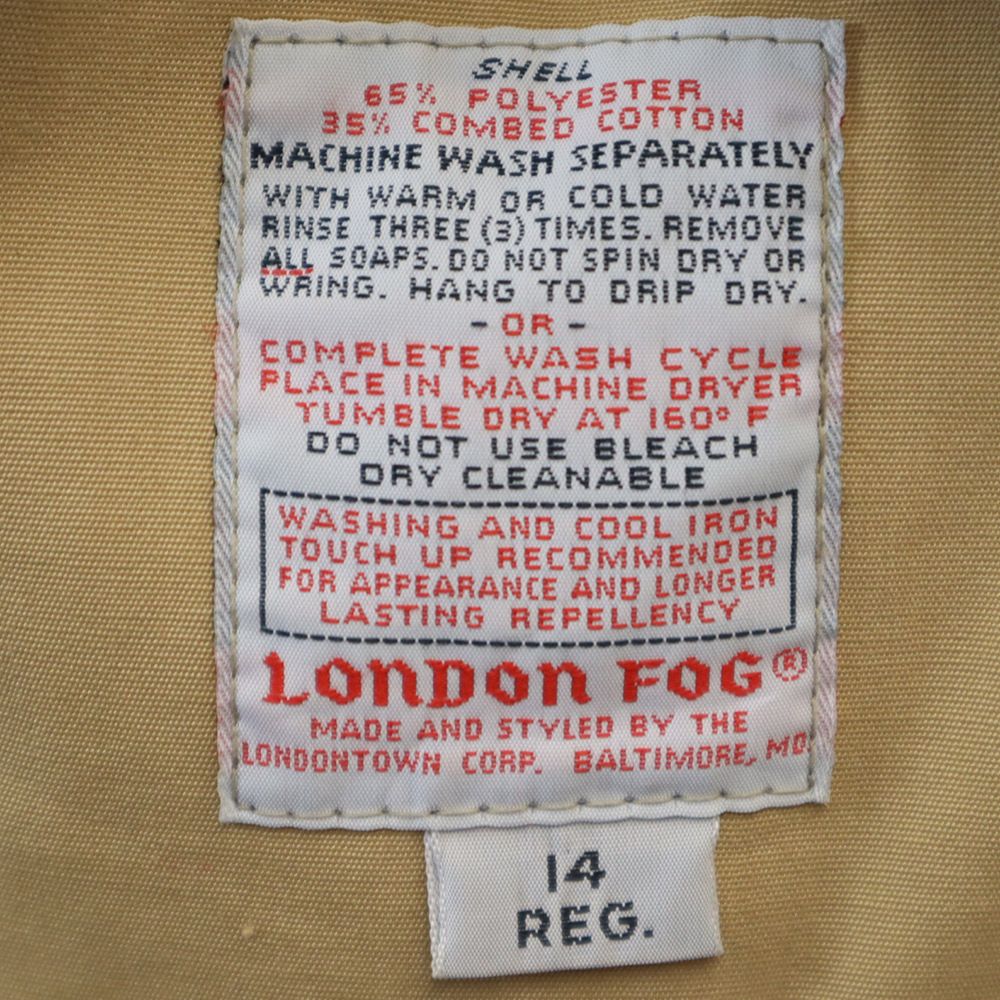 SHELL
65% POLYESTER
35% COMBED COTTON
MACHINE WASH SEPARATELY
WITH WARM OR COLD WATER
RINSE THREE (3) TIMES. REMOVE
ALL SOAPS. DO NOT SPIN DRY OR
WRING. HANG TO DRIP DRY.
- OR -
COMPLETE WASH CYCLE
PLACE IN MACHINE DRYER
TUMBLE DRY AT 160° F
DO NOT USE BLEACH
DRY CLEANABLE
WASHING AND COOL IRON
TOUCH UP RECOMMENDED
FOR APPEARANCE AND LONGER
LASTING REPELLENCY
LONDON FOG®
MADE AND STYLED BY THE
LONDONTOWN CORP. BALTIMORE, MD.
14
REG.